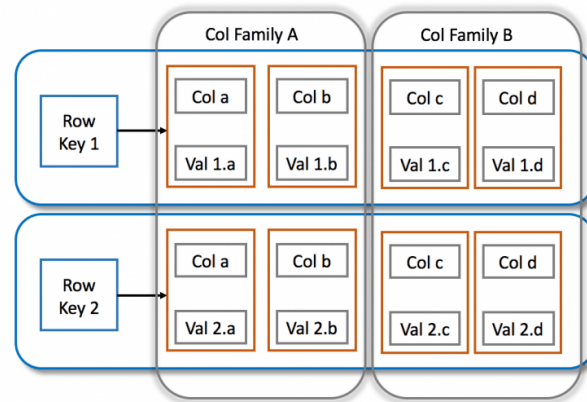 Col Family A
Col Family B
Row
Key 1
Col a
Col b
Col c
Col d
Val 1.a
Val 1.b
Val 1.c
Val 1.d
Row
Key 2
Col a
Col b
Col c
Col d
Val 2.a
Val 2.b
Val 2.c
Val 2.d